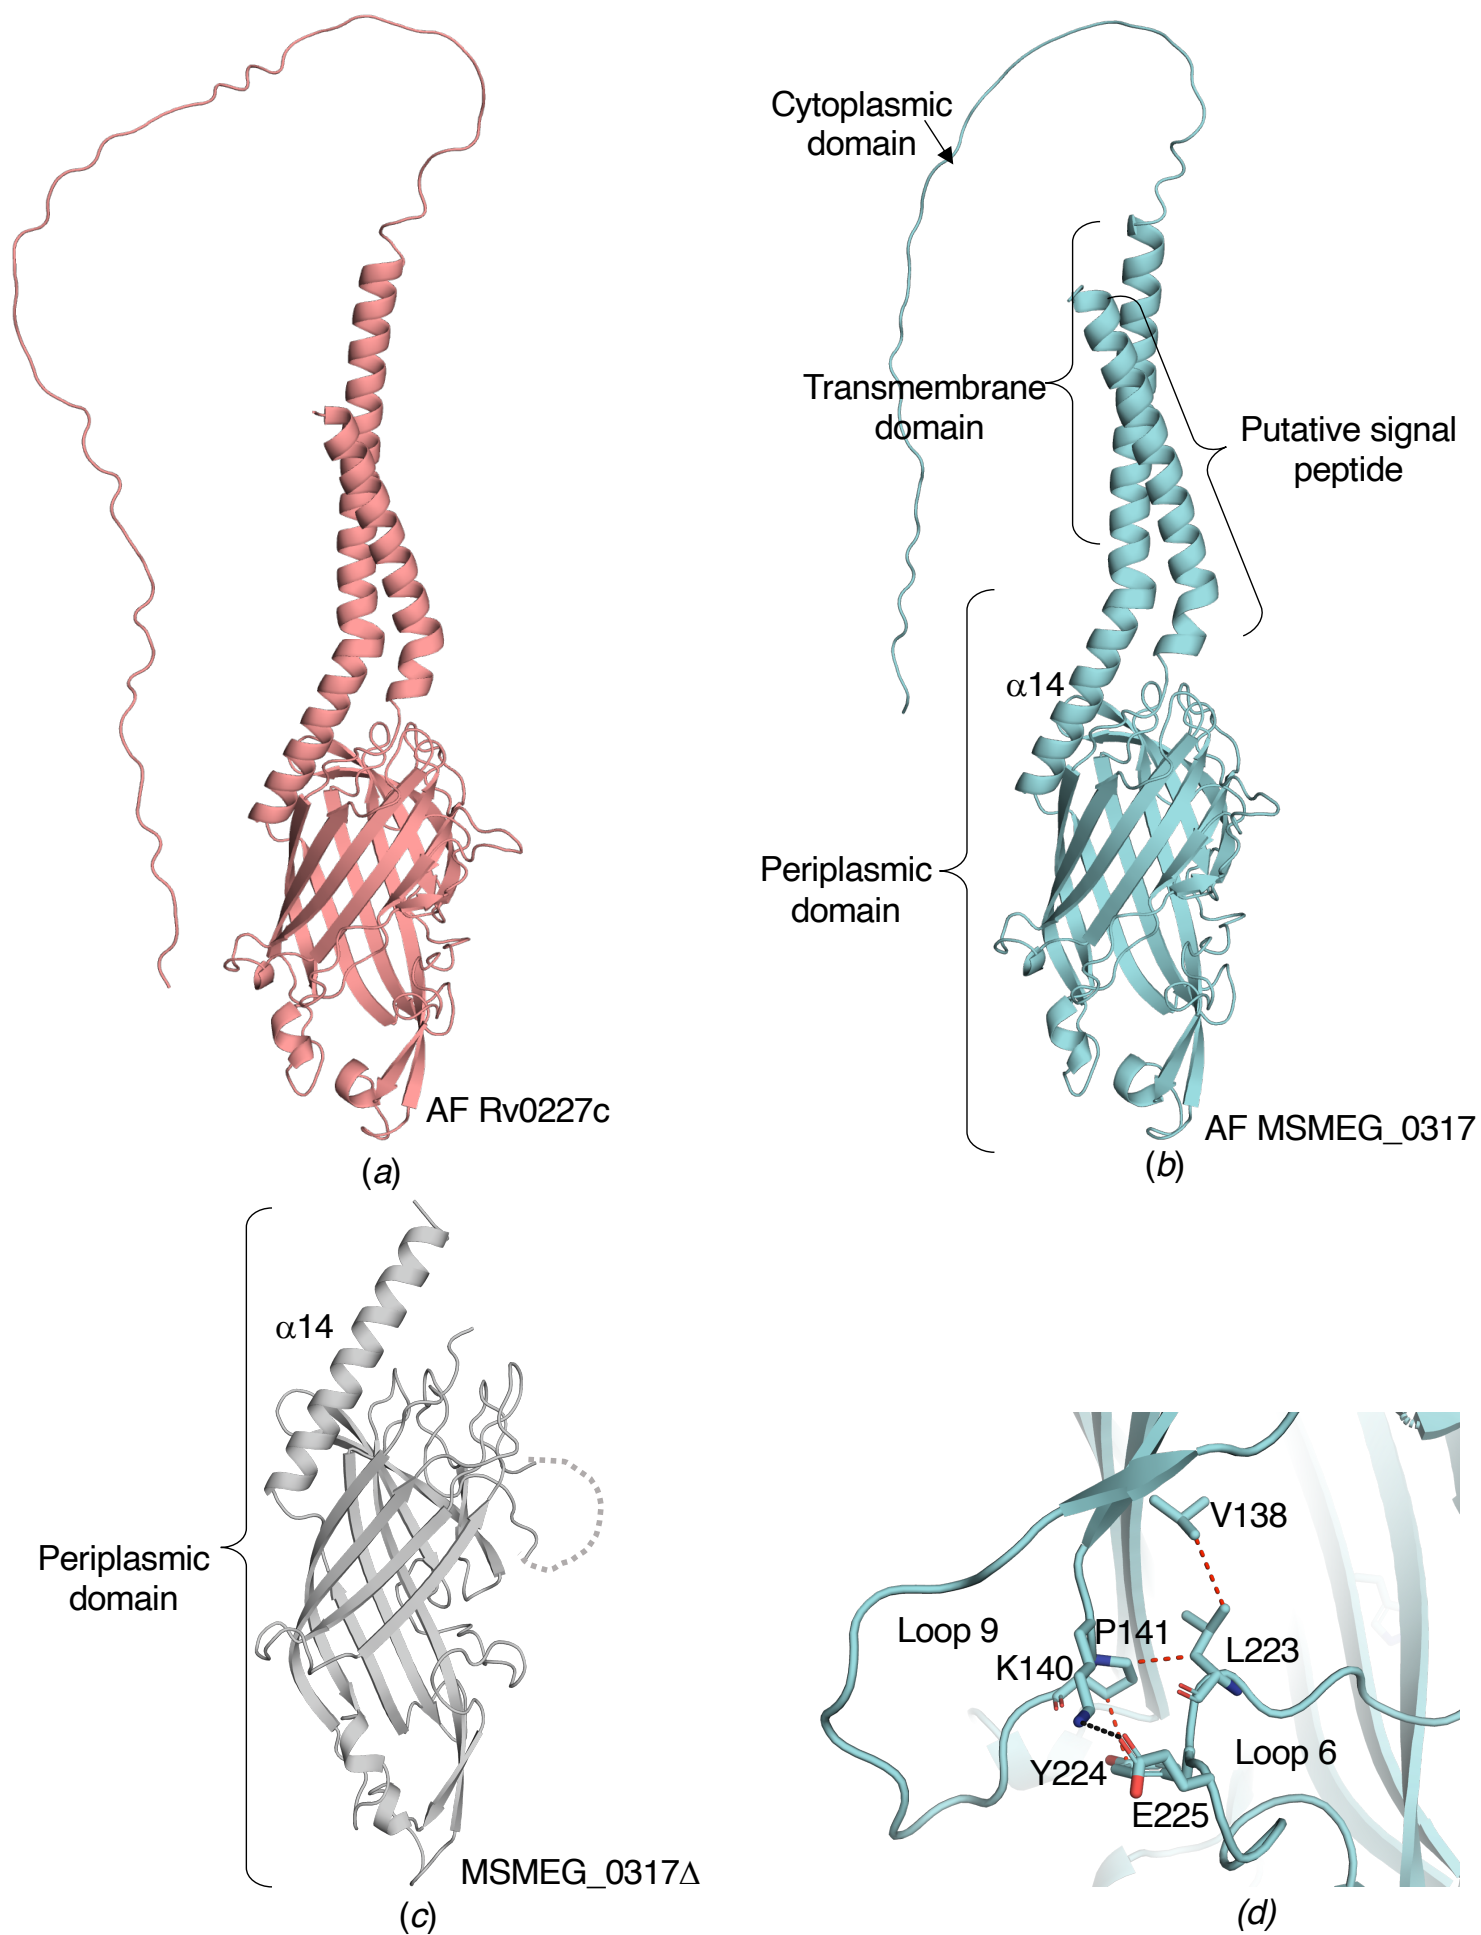 Cytoplasmic
domain
Transmembrane
domain
Putative signal
peptide
α14
Periplasmic
domain
AF Rv0227c
(a)
AF MSMEG_0317
(b)
α14
Periplasmic
domain
MSMEG_0317Δ
(c)
V138
Loop 9
P141
K140
L223
Y224
Loop 6
E225
(d)